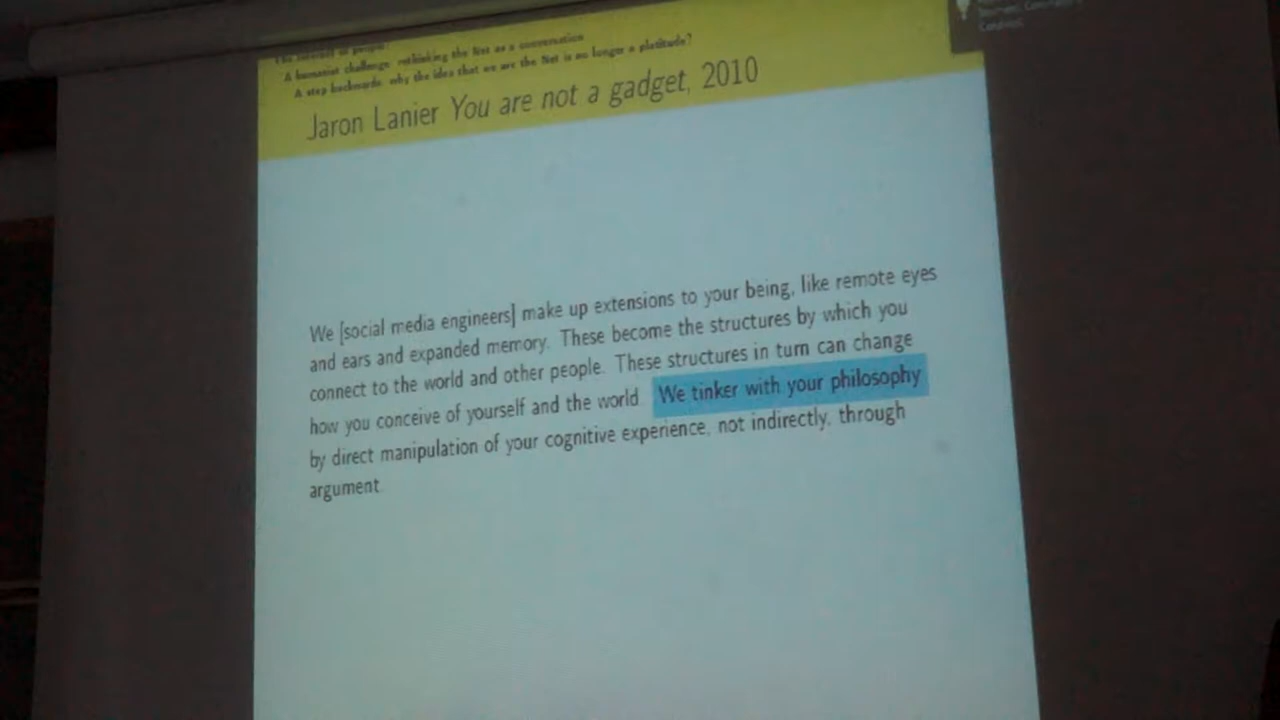 The internet of people?
A humanist challenge: rethinking the Net as a conversation
A step backwards: why the idea that we are the Net is no longer a platitude?
Jaron Lanier You are not a gadget, 2010
We [social media engineers] make up extensions to your being, like remote eyes
and ears and expanded memory. These become the structures by which you
connect to the world and other people. These structures in turn can change
how you conceive of yourself and the world. We tinker with your philosophy
by direct manipulation of your cognitive experience, not indirectly, through
argument.